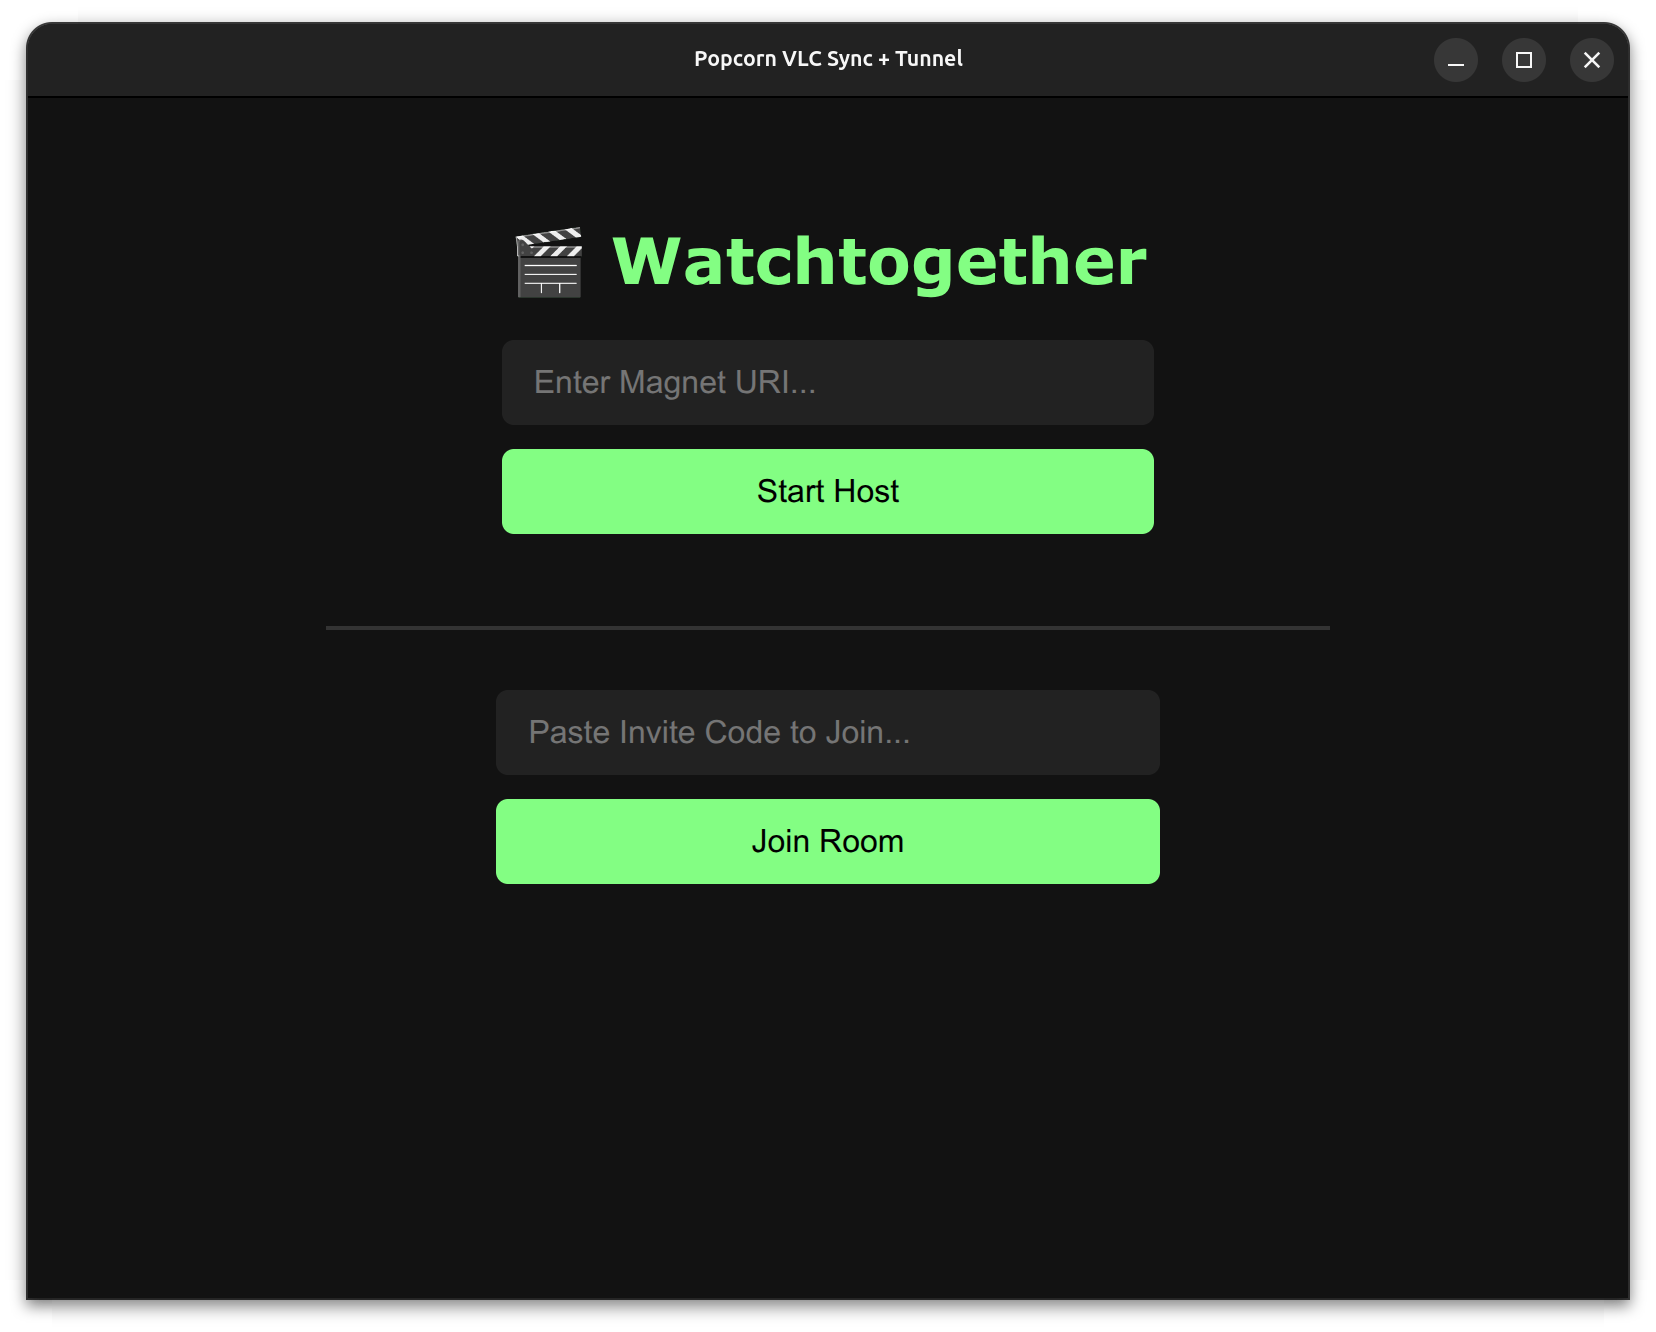 Popcorn VLC Sync + Tunnel
🎬 Watchtogether
Enter Magnet URI...
Start Host
Paste Invite Code to Join...
Join Room